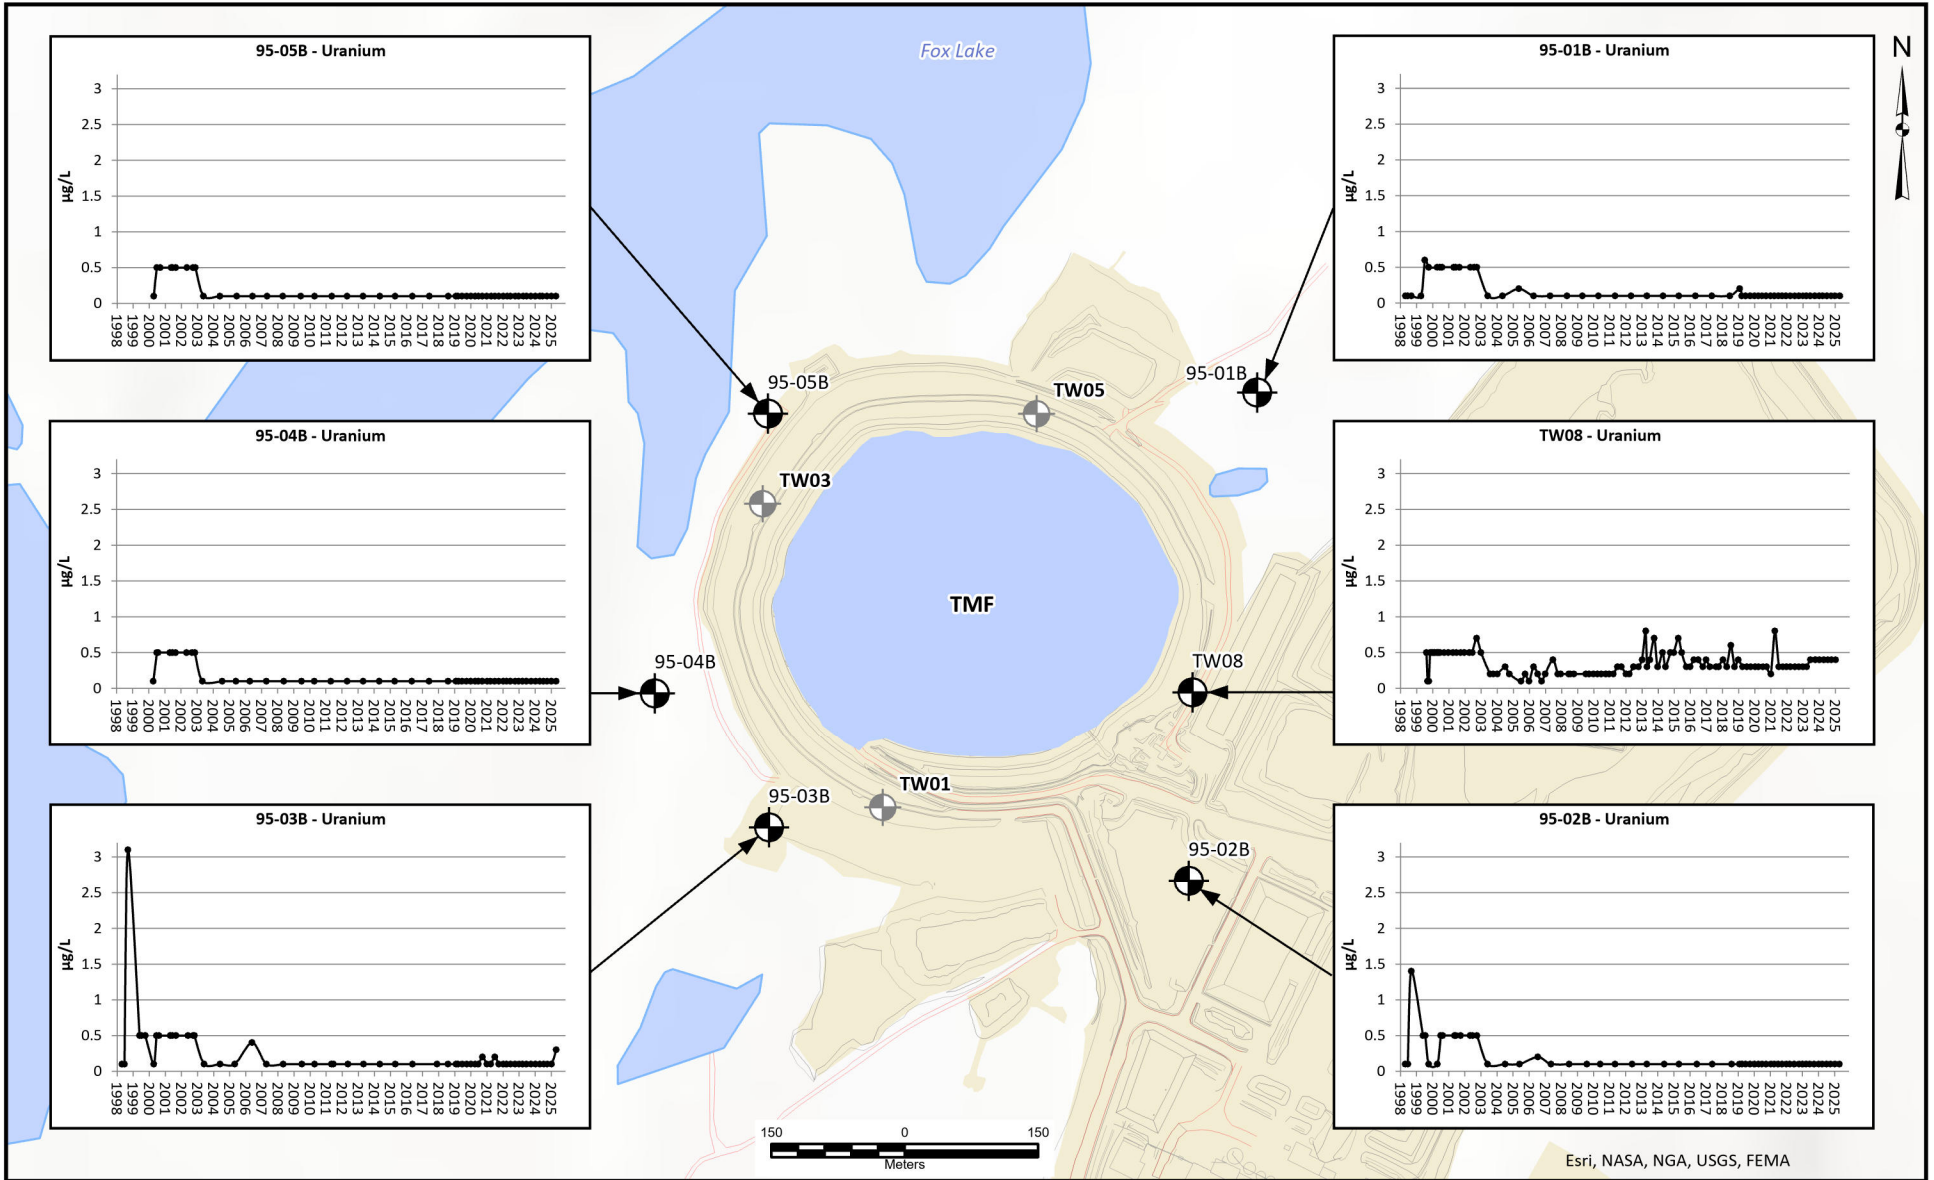 95-05B - Uranium
3
2.5
2
1.5
1
0.5
0
µg/L
1998 1999 2000 2001 2002 2003 2004 2005 2006 2007 2008 2009 2010 2011 2012 2013 2014 2015 2016 2017 2018 2019 2020 2021 2022 2023 2024 2025
Fox Lake
95-01B - Uranium
3
2.5
2
1.5
1
0.5
0
µg/L
1998 1999 2000 2001 2002 2003 2004 2005 2006 2007 2008 2009 2010 2011 2012 2013 2014 2015 2016 2017 2018 2019 2020 2021 2022 2023 2024 2025
N
95-05B
TW05
95-01B
95-04B - Uranium
3
2.5
2
1.5
1
0.5
0
µg/L
1998 1999 2000 2001 2002 2003 2004 2005 2006 2007 2008 2009 2010 2011 2012 2013 2014 2015 2016 2017 2018 2019 2020 2021 2022 2023 2024 2025
TW03
TMF
95-04B
TW08
TW08 - Uranium
3
2.5
2
1.5
1
0.5
0
µg/L
1998 1999 2000 2001 2002 2003 2004 2005 2006 2007 2008 2009 2010 2011 2012 2013 2014 2015 2016 2017 2018 2019 2020 2021 2022 2023 2024 2025
95-03B - Uranium
3
2.5
2
1.5
1
0.5
0
µg/L
1998 1999 2000 2001 2002 2003 2004 2005 2006 2007 2008 2009 2010 2011 2012 2013 2014 2015 2016 2017 2018 2019 2020 2021 2022 2023 2024 2025
95-03B
TW01
95-02B
95-02B - Uranium
3
2.5
2
1.5
1
0.5
0
µg/L
1998 1999 2000 2001 2002 2003 2004 2005 2006 2007 2008 2009 2010 2011 2012 2013 2014 2015 2016 2017 2018 2019 2020 2021 2022 2023 2024 2025
150 0 150
Meters
Esri, NASA, NGA, USGS, FEMA